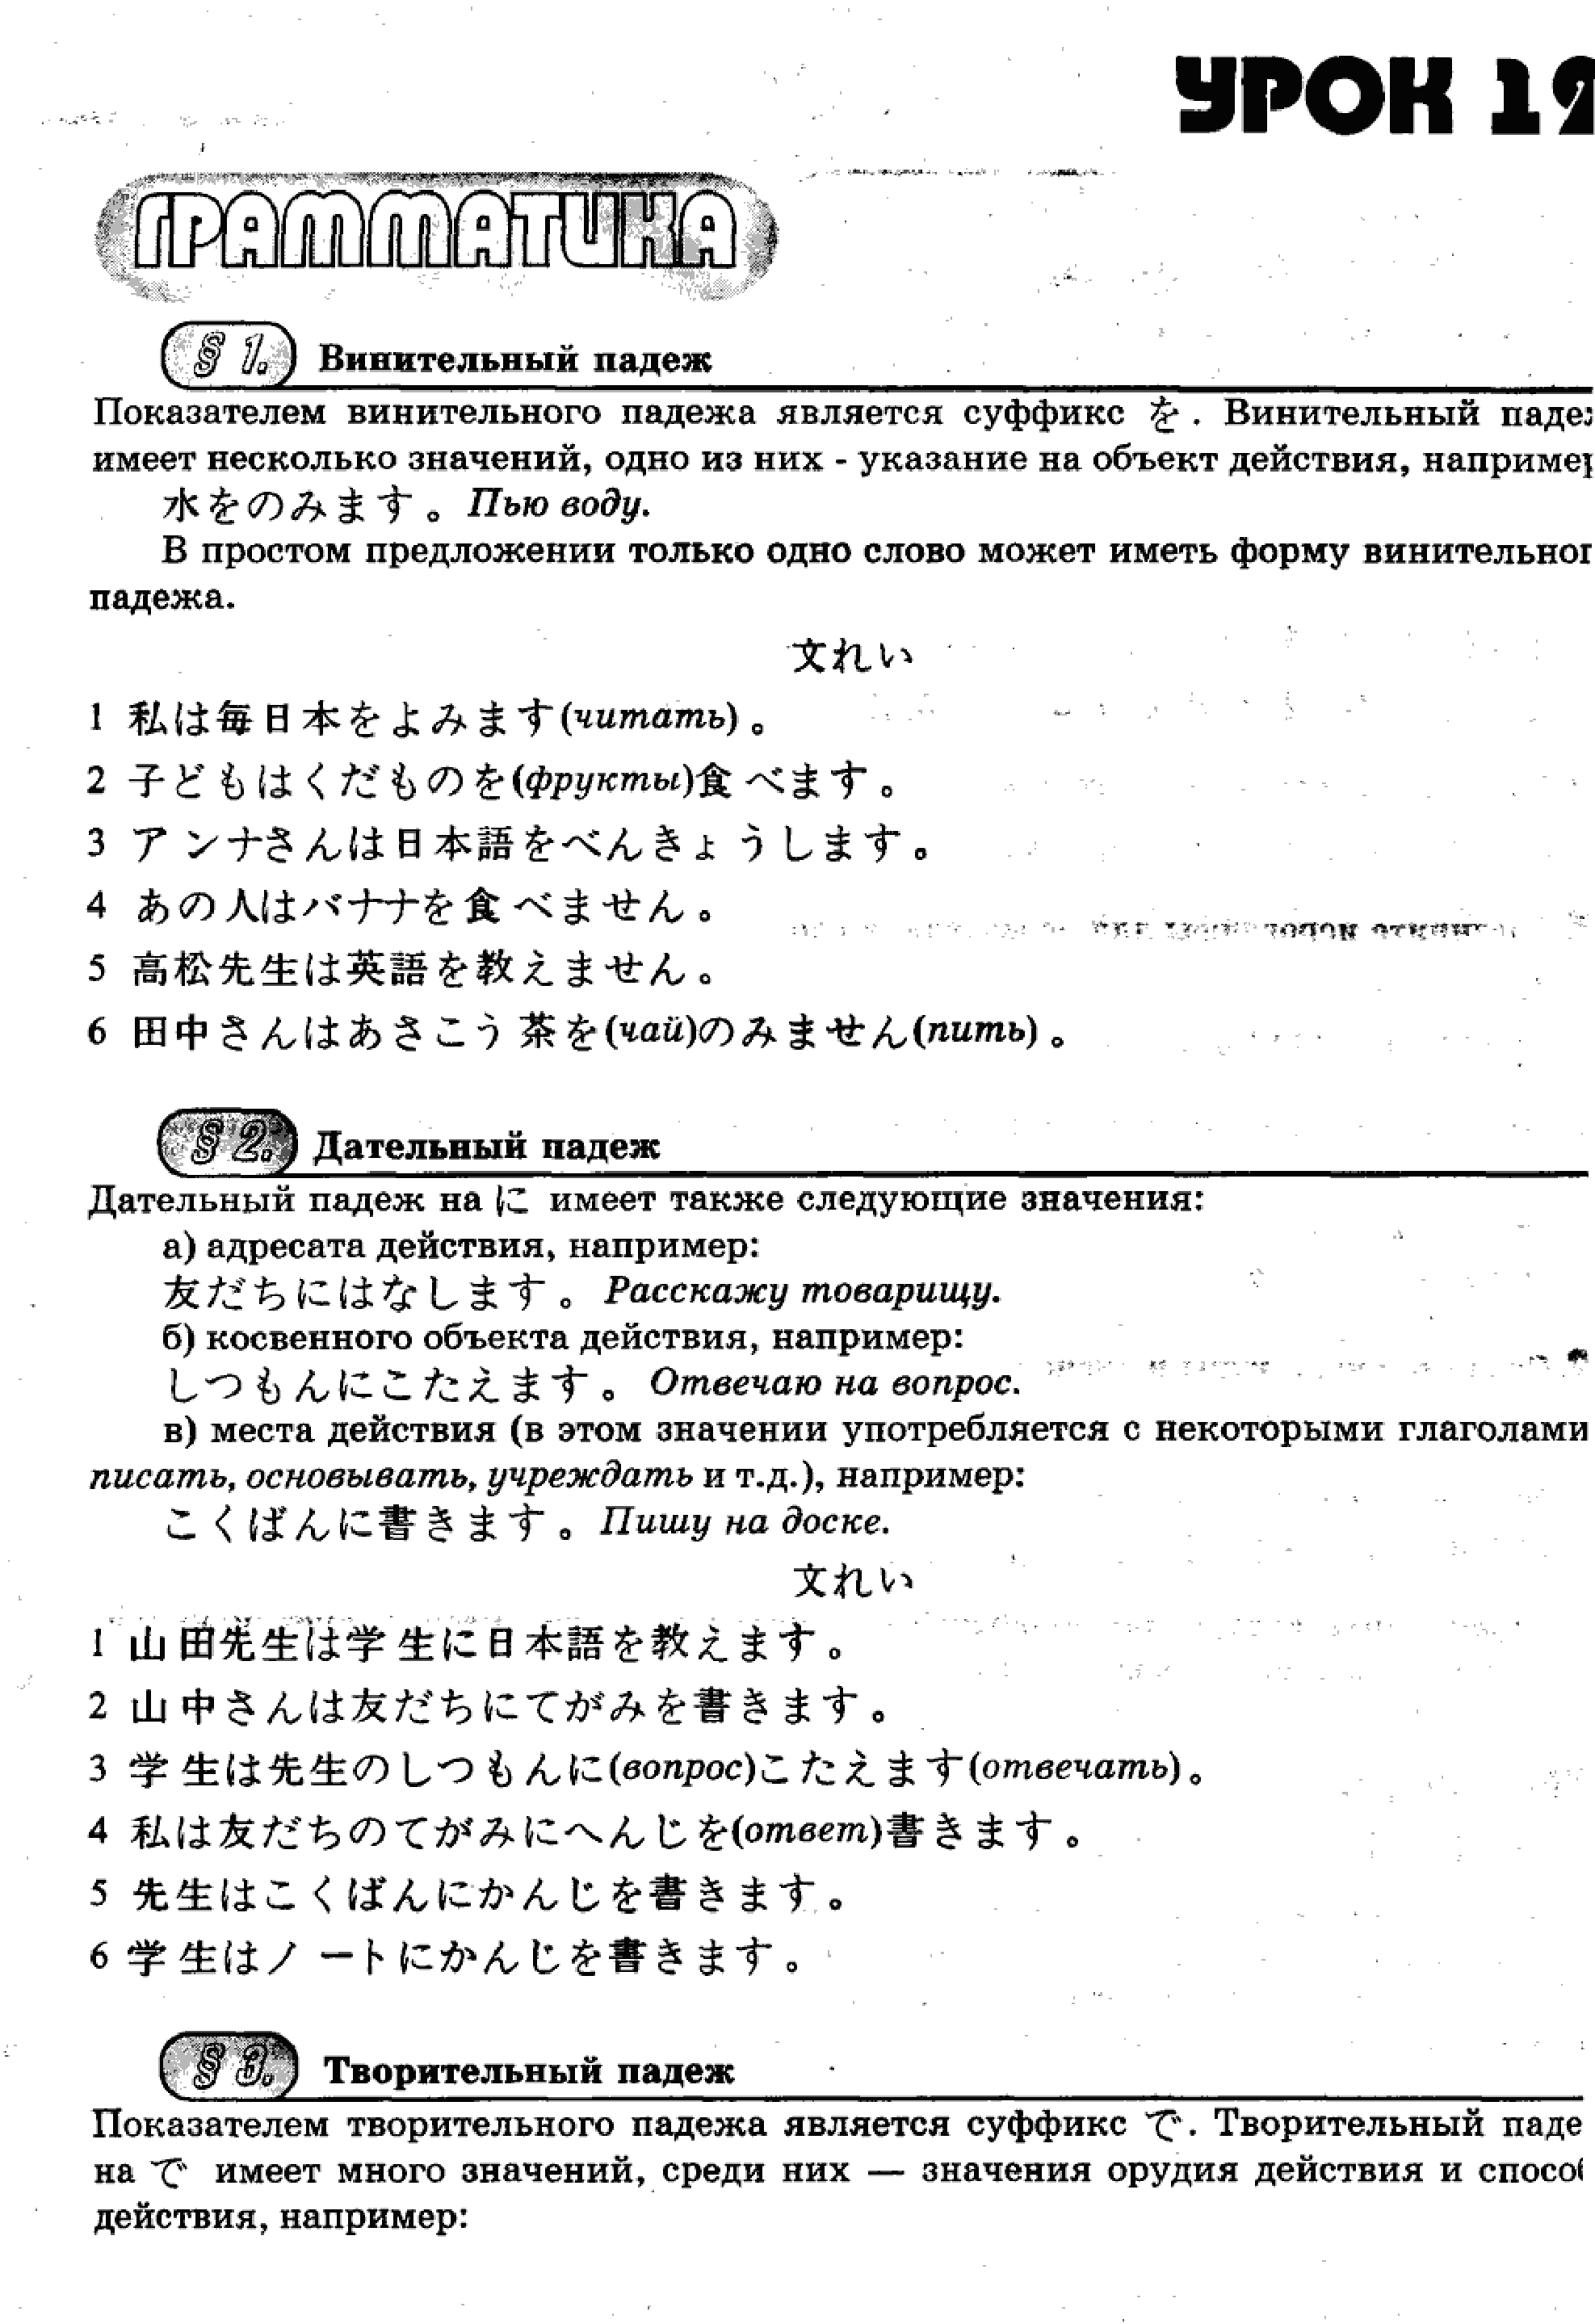 УРОК 12
ГРАММАТИКА
§ 1. Винительный падеж
Показателем винительного падежа является суффикс を. Винительный паде
имеет несколько значений, одно из них - указание на объект действия, например
水をのみます。Пью воду.
В простом предложении только одно слово может иметь форму винительног
падежа.
文れい
1 私は毎日本をよみます(читать)。
2 子どもはくだものを(фрукты)食べます。
3 アンナさんは日本語をべんきょうします。
4 あの人はバナナを食べません。
5 高松先生は英語を教えません。
6 田中さんはあさこう茶を(чай)のみません(пить)。
§ 2. Дательный падеж
Дательный падеж на に имеет также следующие значения:
а) адресата действия, например:
友だちにはなします。Расскажу товарищу.
б) косвенного объекта действия, например:
しつもんにこたえます。Отвечаю на вопрос.
в) места действия (в этом значении употребляется с некоторыми глаголами
писать, основывать, учреждать и т.д.), например:
こくばんに書きます。Пишу на доске.
文れい
1 山田先生は学生に日本語を教えます。
2 山中さんは友だちにてがみを書きます。
3 学生は先生のしつもんに(вопрос)こたえます(отвечать)。
4 私は友だちのてがみにへんじを(ответ)書きます。
5 先生はこくばんにかんじを書きます。
6 学生はノートにかんじを書きます。
§ 3. Творительный падеж
Показателем творительного падежа является суффикс で. Творительный паде
на で имеет много значений, среди них — значения орудия действия и способ
действия, например: